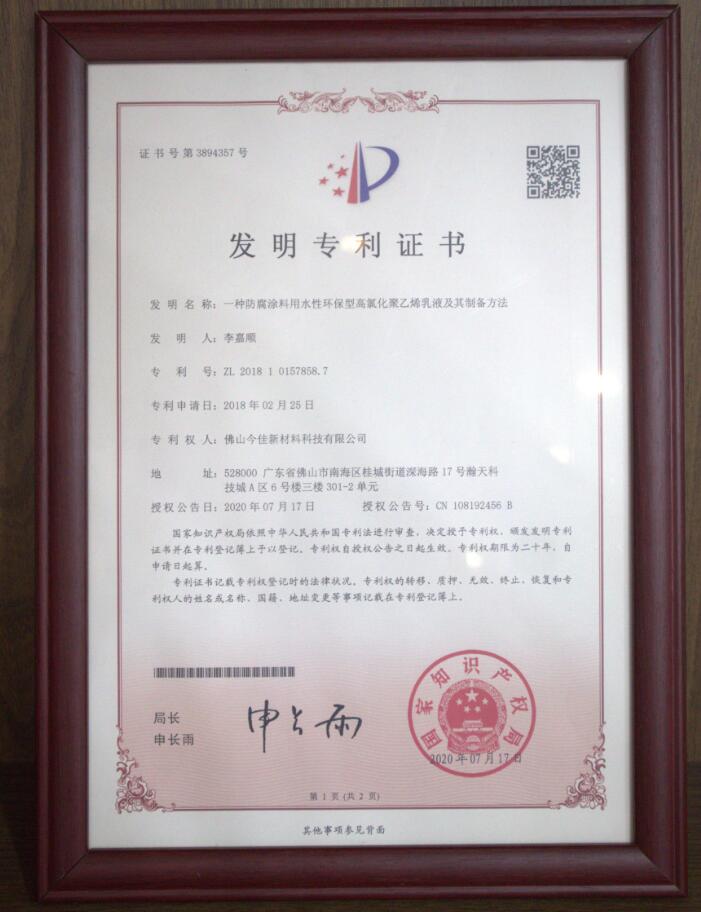 证书号第3894357号
发明专利证书
发明名称：一种防腐涂料用水性环保型高氯化聚乙烯乳液及其制备方法
发明人：李嘉顺
专利号：ZL 2018 1 0157858.7
专利申请日：2018年02月25日
专利权人：佛山今佳新材料科技有限公司
地址：528000 广东省佛山市南海区桂城街道深海路17号瀚天科
技城A区6号楼三楼301-2单元
授权公告日：2020年07月17日 授权公告号：CN 108192456 B
国家知识产权局依照中华人民共和国专利法进行审查，决定授予专利权，颁发发明专利
证书并在专利登记簿上予以登记。专利权自授权公告之日起生效。专利权期限为二十年，自
申请日起算。
专利证书记载专利权登记时的法律状况。专利权的转移、质押、无效、终止、恢复和专
利权人的姓名或名称、国籍、地址变更等事项记载在专利登记簿上。
局长
申长雨
申长雨
国家知识产权局
2020年07月17日
第1页（共2页）
其他事项参见背面